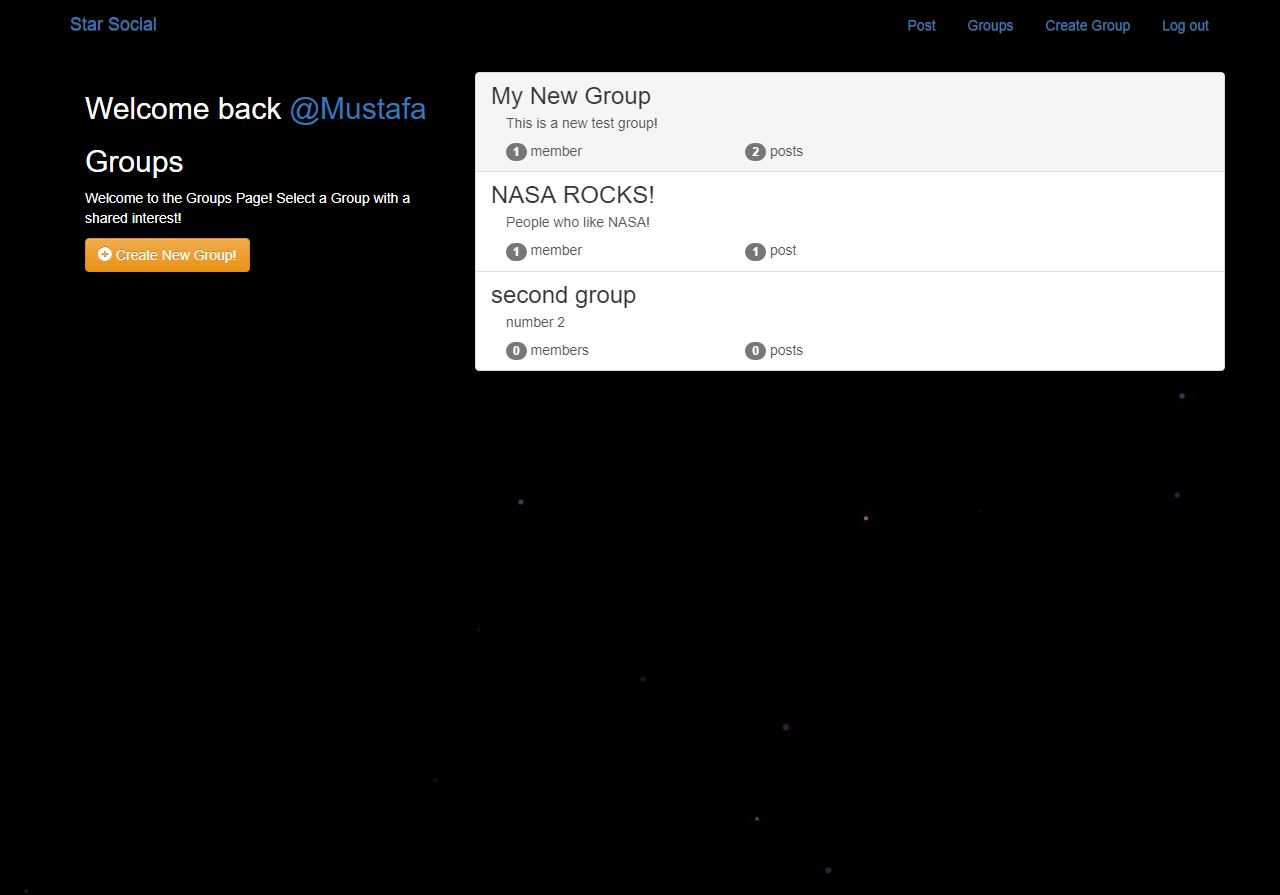 Star Social
Post Groups Create Group Log out
Welcome back @Mustafa
Groups
Welcome to the Groups Page! Select a Group with a
shared interest!
Create New Group!
My New Group
This is a new test group!
1 member 2 posts
NASA ROCKS!
People who like NASA!
1 member 1 post
second group
number 2
0 members 0 posts